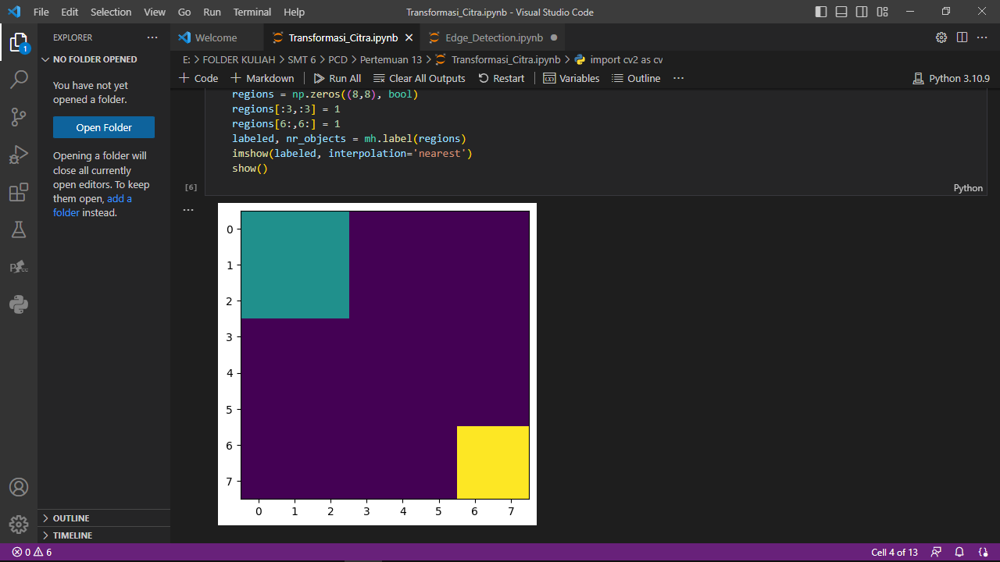 File Edit Selection View Go Run Terminal Help
Transformasi_Citra.ipynb - Visual Studio Code
EXPLORER
NO FOLDER OPENED
You have not yet
opened a folder.
Open Folder
Opening a folder will
close all currently
open editors. To keep
them open, add a
folder instead.
OUTLINE
TIMELINE
1
Welcome
Transformasi_Citra.ipynb
Edge_Detection.ipynb
E: > FOLDER KULIAH > SMT 6 > PCD > Pertemuan 13 > Transformasi_Citra.ipynb > import cv2 as cv
+ Code + Markdown Run All Clear All Outputs Restart Variables Outline ... Python 3.10.9
regions = np.zeros((8,8), bool)
regions[:3,:3] = 1
regions[6:,6:] = 1
labeled, nr_objects = mh.label(regions)
imshow(labeled, interpolation='nearest')
show()
[6]
Python
0
1
2
3
4
5
6
7
0 1 2 3 4 5 6 7
0 6
Cell 4 of 13